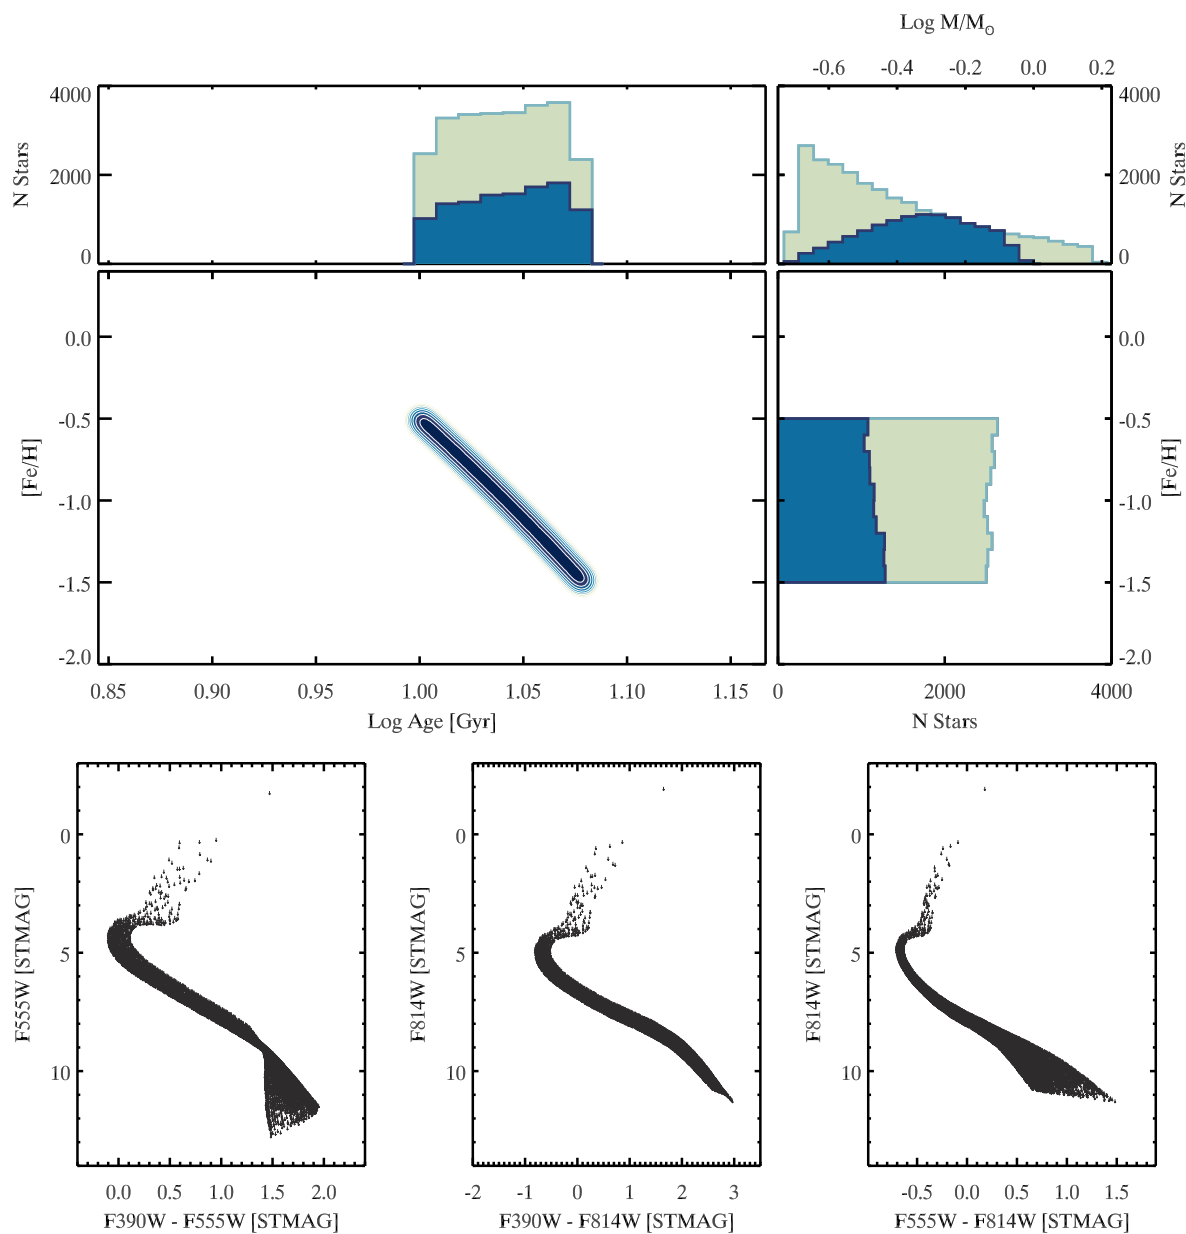 Log M/M⊙
-0.6 -0.4 -0.2 0.0 0.2
4000
2000
0
N Stars
4000
2000
0
N Stars
0.0
-0.5
-1.0
-1.5
-2.0
[Fe/H]
0.0
-0.5
-1.0
-1.5
-2.0
[Fe/H]
0.85 0.90 0.95 1.00 1.05 1.10 1.15
Log Age [Gyr]
0 2000 4000
N Stars
0
5
10
F555W [STMAG]
0.0 0.5 1.0 1.5 2.0
F390W - F555W [STMAG]
0
5
10
F814W [STMAG]
-2 -1 0 1 2 3
F390W - F814W [STMAG]
0
5
10
F814W [STMAG]
-0.5 0.0 0.5 1.0 1.5
F555W - F814W [STMAG]